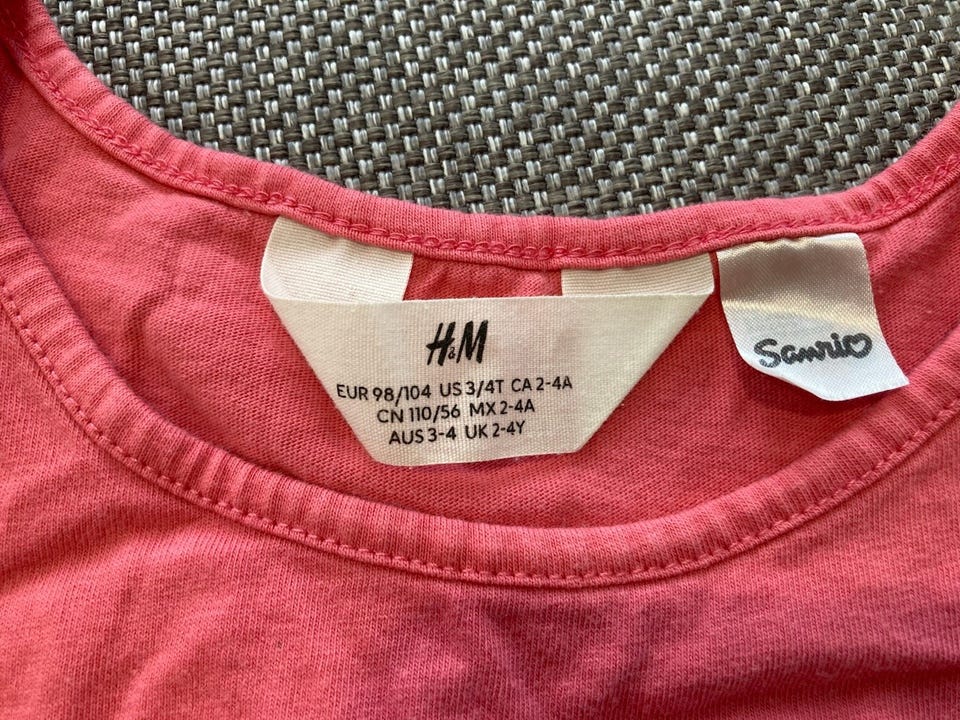 H&M
EUR 98/104 US 3/4T CA 2-4A
CN 110/56 MX 2-4A
AUS 3-4 UK 2-4Y
Sanrio